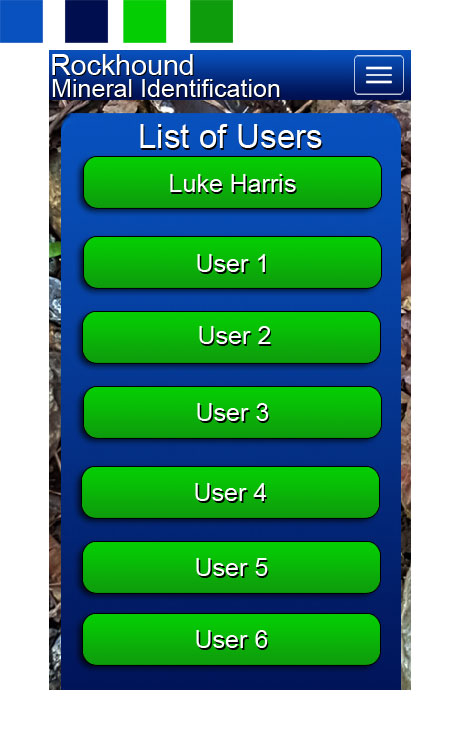 Rockhound
Mineral Identification
List of Users
Luke Harris
User 1
User 2
User 3
User 4
User 5
User 6